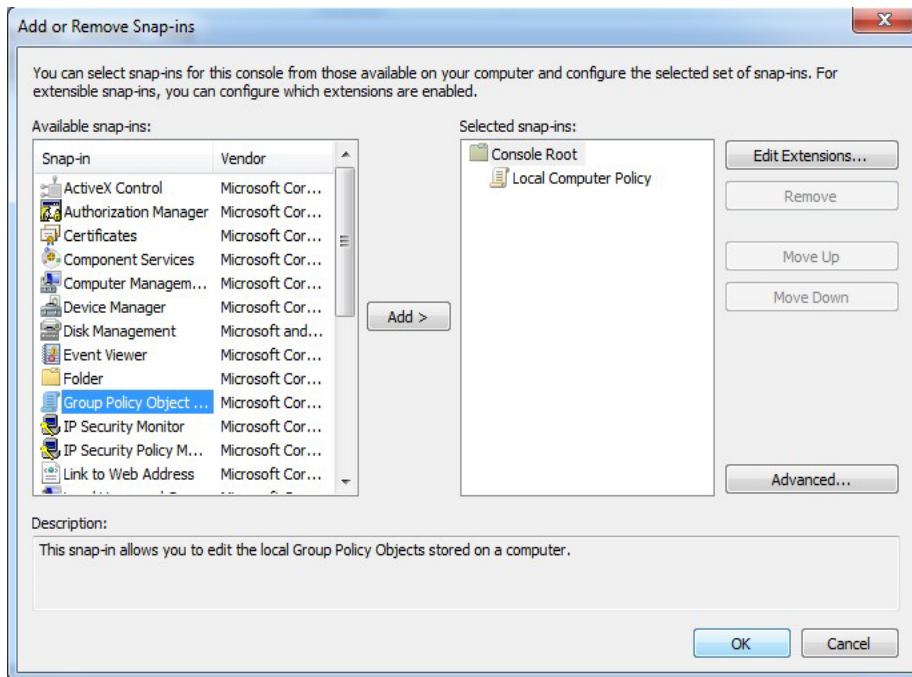 Add or Remove Snap-ins
You can select snap-ins for this console from those available on your computer and configure the selected set of snap-ins. For
extensible snap-ins, you can configure which extensions are enabled.
Available snap-ins:
Snap-in Vendor
ActiveX Control Microsoft Cor...
Authorization Manager Microsoft Cor...
Certificates Microsoft Cor...
Component Services Microsoft Cor...
Computer Managem... Microsoft Cor...
Device Manager Microsoft Cor...
Disk Management Microsoft and...
Event Viewer Microsoft Cor...
Folder Microsoft Cor...
Group Policy Object ... Microsoft Cor...
IP Security Monitor Microsoft Cor...
IP Security Policy M... Microsoft Cor...
Link to Web Address Microsoft Cor...
Add >
Selected snap-ins:
Console Root
Local Computer Policy
Edit Extensions...
Remove
Move Up
Move Down
Advanced...
Description:
This snap-in allows you to edit the local Group Policy Objects stored on a computer.
OK
Cancel